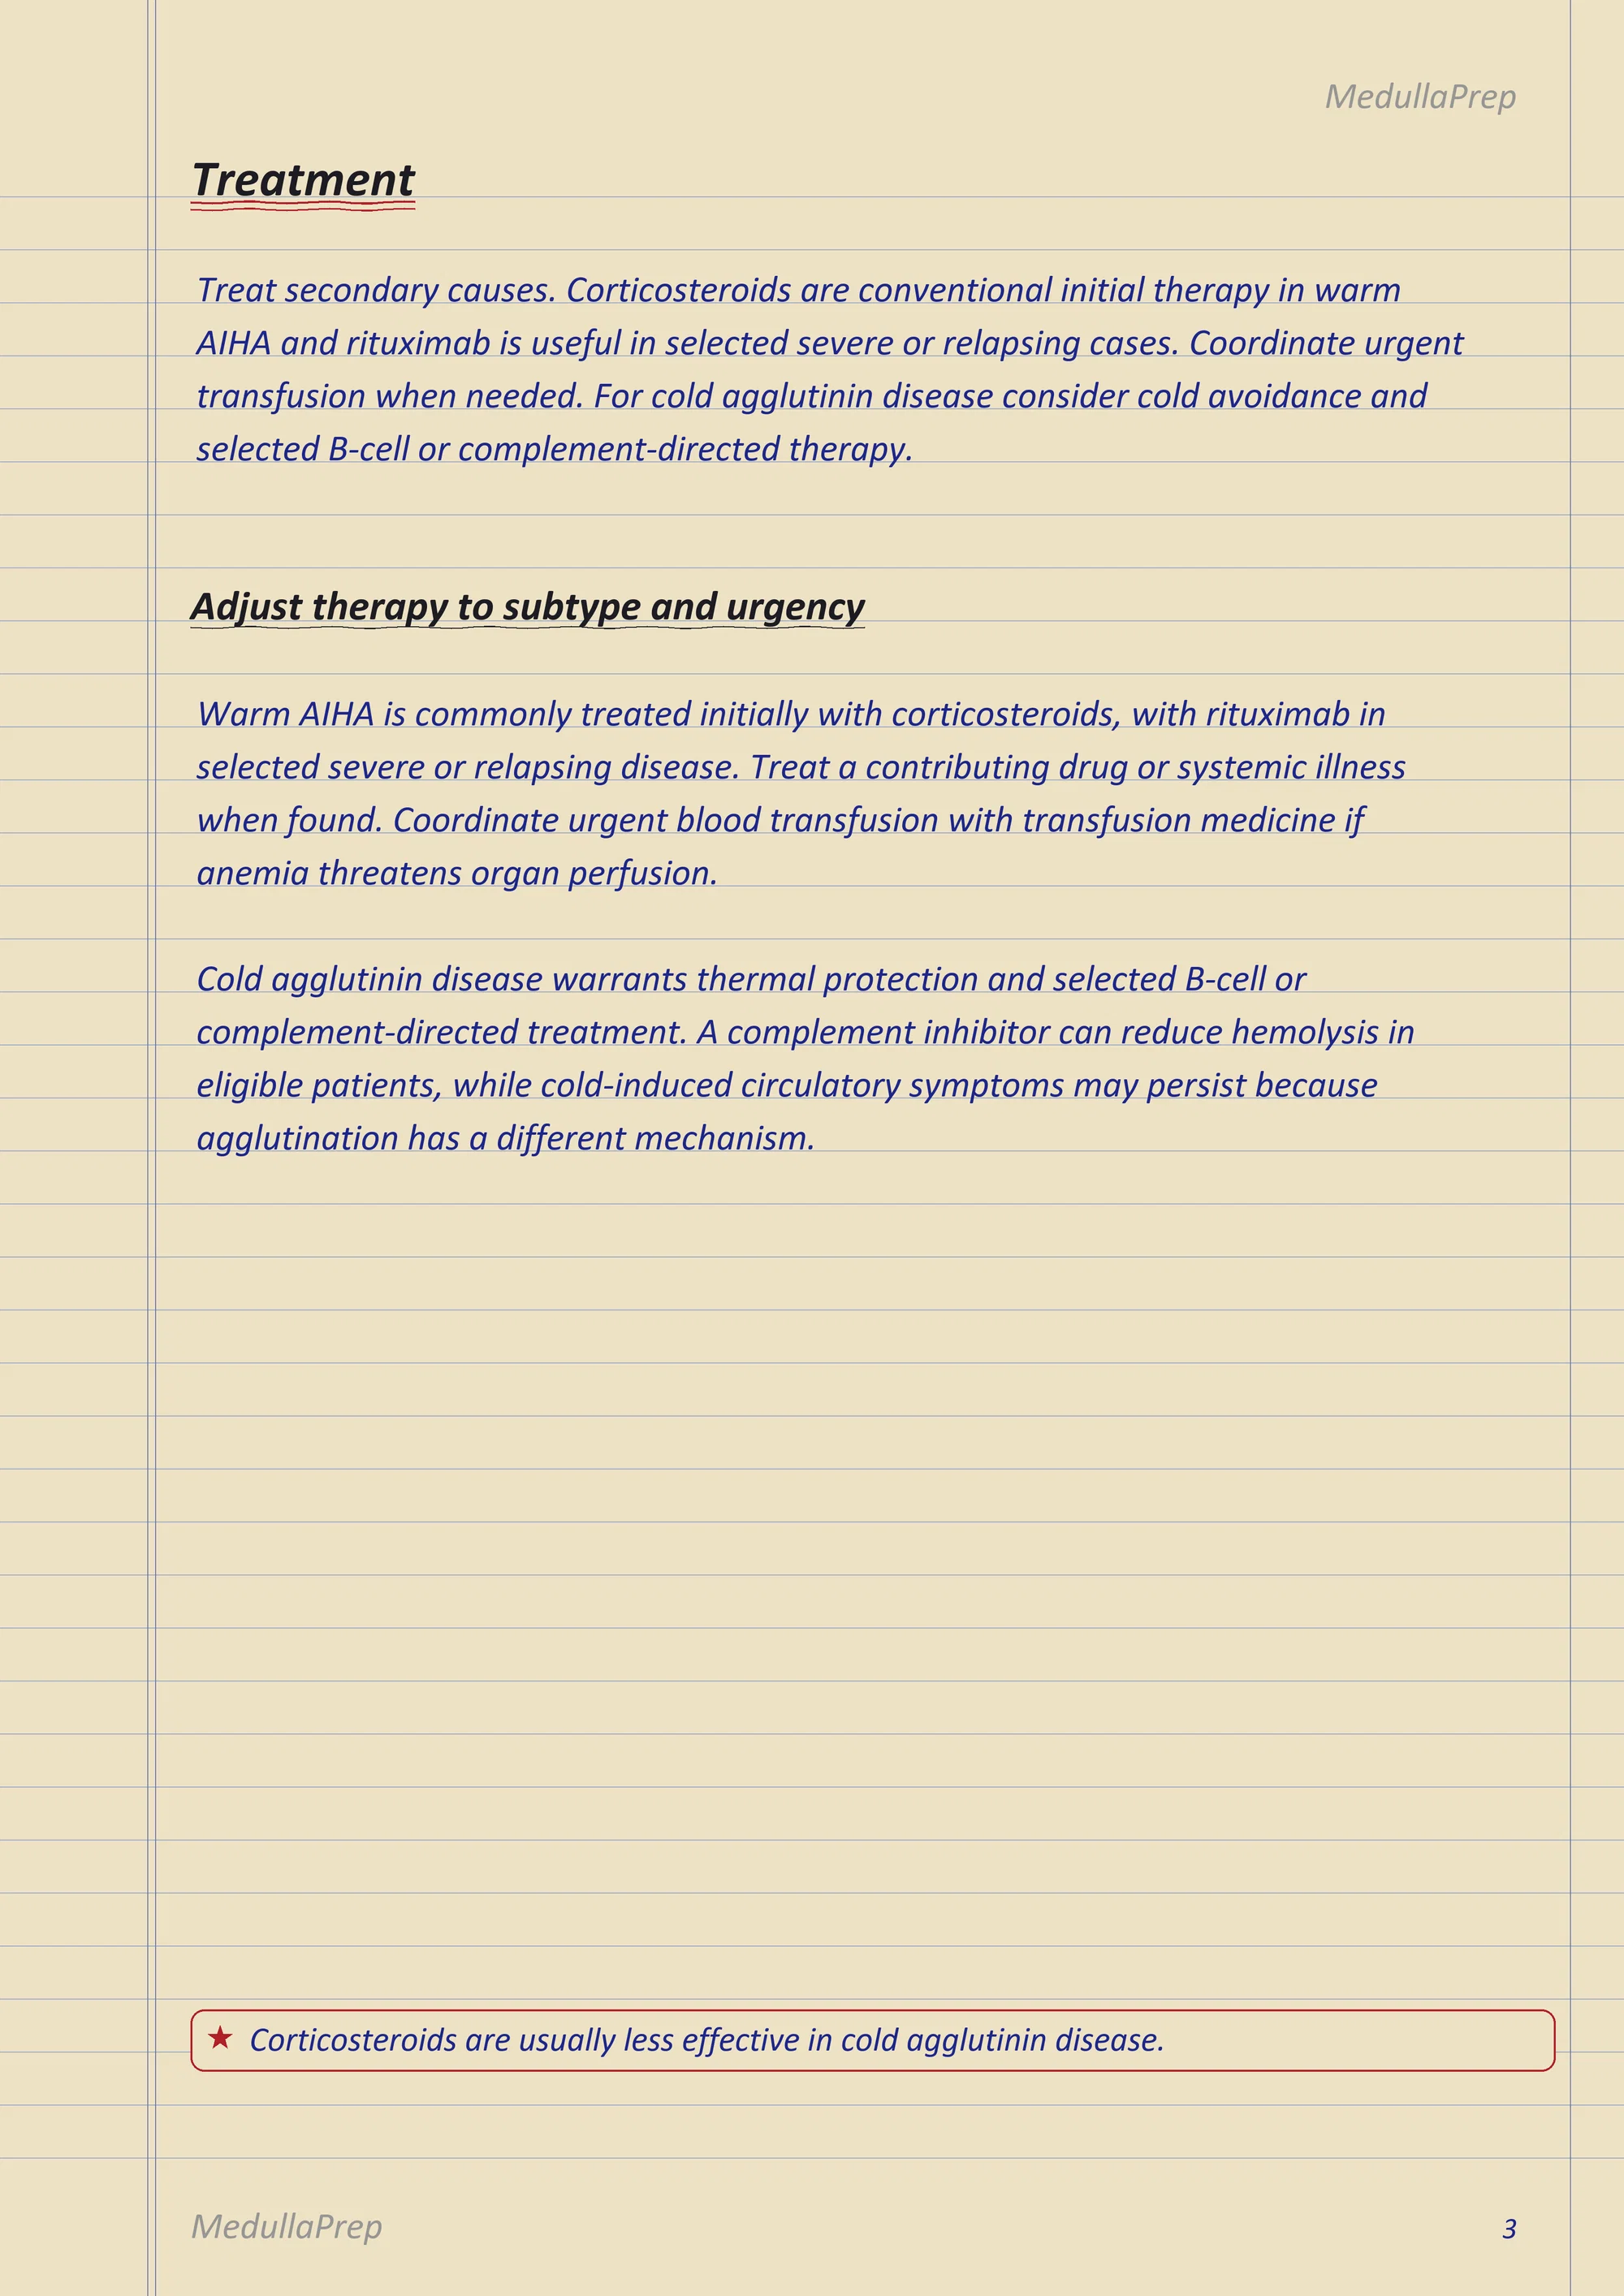 MedullaPrep
Treatment
Treat secondary causes. Corticosteroids are conventional initial therapy in warm
AIHA and rituximab is useful in selected severe or relapsing cases. Coordinate urgent
transfusion when needed. For cold agglutinin disease consider cold avoidance and
selected B-cell or complement-directed therapy.
Adjust therapy to subtype and urgency
Warm AIHA is commonly treated initially with corticosteroids, with rituximab in
selected severe or relapsing disease. Treat a contributing drug or systemic illness
when found. Coordinate urgent blood transfusion with transfusion medicine if
anemia threatens organ perfusion.
Cold agglutinin disease warrants thermal protection and selected B-cell or
complement-directed treatment. A complement inhibitor can reduce hemolysis in
eligible patients, while cold-induced circulatory symptoms may persist because
agglutination has a different mechanism.
★ Corticosteroids are usually less effective in cold agglutinin disease.
MedullaPrep
3